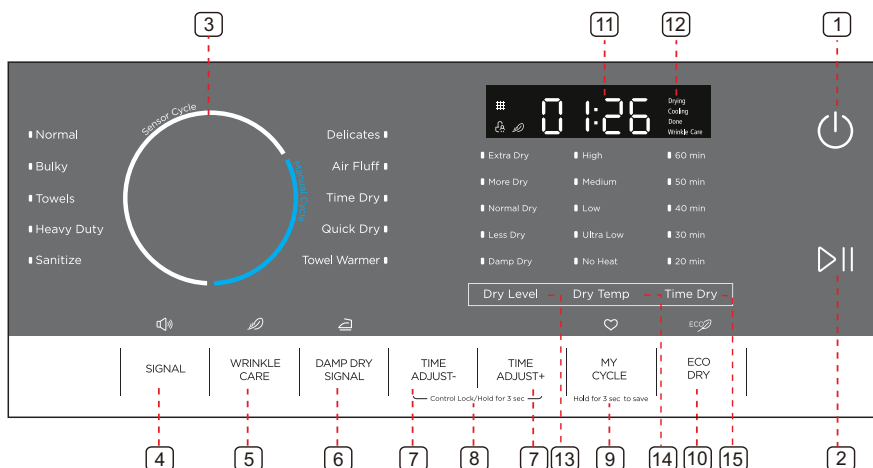 3
11
12
1
Sensor Cycle
Manual Cycle
Normal
Bulky
Towels
Heavy Duty
Sanitize
Delicates
Air Fluff
Time Dry
Quick Dry
Towel Warmer
01:26
Drying
Cooling
Done
Wrinkle Care
Extra Dry
High
60 min
More Dry
Medium
50 min
Normal Dry
Low
40 min
Less Dry
Ultra Low
30 min
Damp Dry
No Heat
20 min
Dry Level
Dry Temp
Time Dry
ECO
SIGNAL
WRINKLE
CARE
DAMP DRY
SIGNAL
TIME
ADJUST-
TIME
ADJUST+
Control Lock/Hold for 3 sec
MY
CYCLE
Hold for 3 sec to save
ECO
DRY
4
5
6
7
8
7
13
9
14
10
15
2